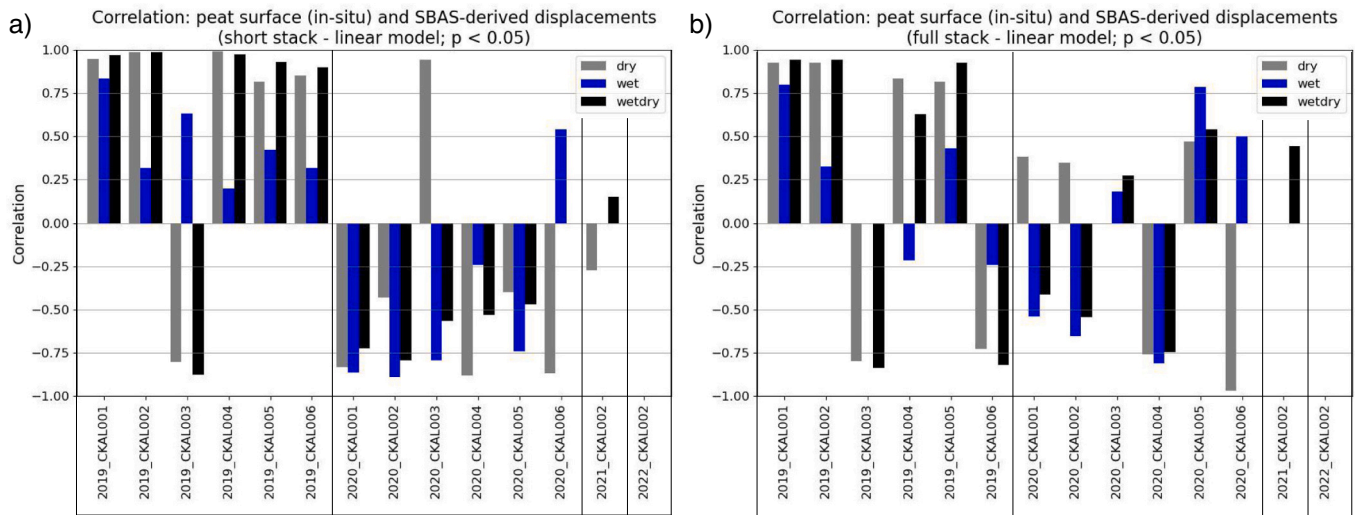 a)
Correlation: peat surface (in-situ) and SBAS-derived displacements
(short stack - linear model; p < 0.05)
1.00
0.75
0.50
0.25
0.00
−0.25
−0.50
−0.75
−1.00
Correlation
dry
wet
wetdry
2019_CKAL001
2019_CKAL002
2019_CKAL003
2019_CKAL004
2019_CKAL005
2019_CKAL006
2020_CKAL001
2020_CKAL002
2020_CKAL003
2020_CKAL004
2020_CKAL005
2020_CKAL006
2021_CKAL002
2022_CKAL002
b)
Correlation: peat surface (in-situ) and SBAS-derived displacements
(full stack - linear model; p < 0.05)
1.00
0.75
0.50
0.25
0.00
−0.25
−0.50
−0.75
−1.00
Correlation
dry
wet
wetdry
2019_CKAL001
2019_CKAL002
2019_CKAL003
2019_CKAL004
2019_CKAL005
2019_CKAL006
2020_CKAL001
2020_CKAL002
2020_CKAL003
2020_CKAL004
2020_CKAL005
2020_CKAL006
2021_CKAL002
2022_CKAL002